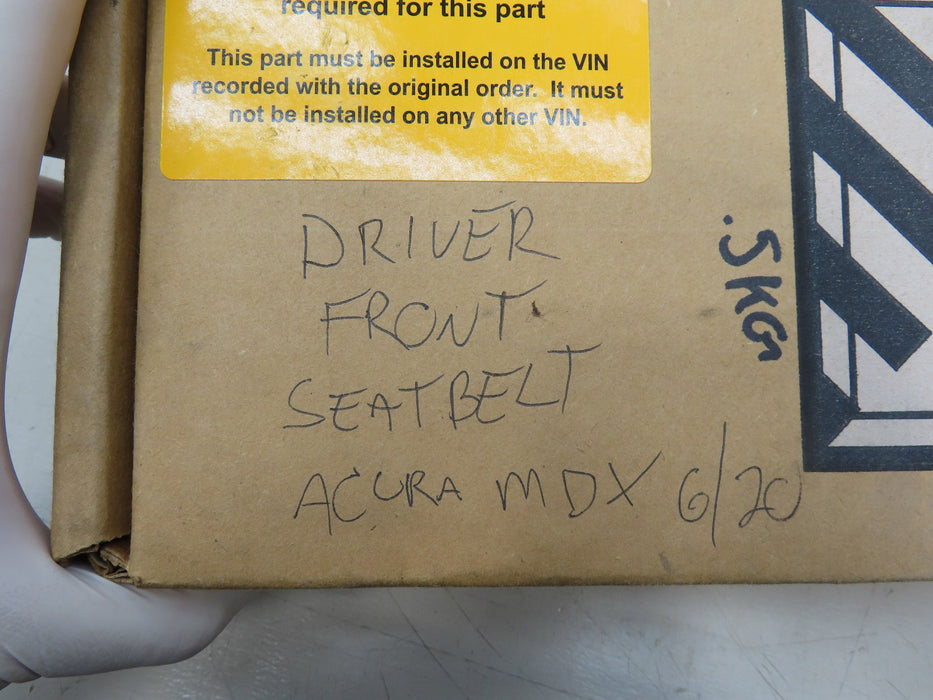 required for this part
This part must be installed on the VIN
recorded with the original order. It must
not be installed on any other VIN.
DRIVER
FRONT
SEATBELT
ACURA MDX 6/20
.5KG